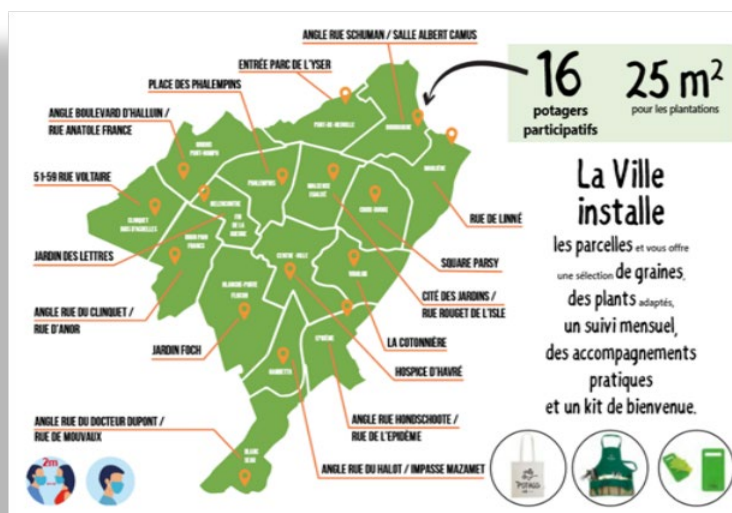 ANGLE RUE SCHUMAN / SALLE ALBERT CAMUS
ENTRÉE PARC DE L'YSER
PLACE DES PHALEMPINS
ANGLE BOULEVARD D'HALLUIN /
RUE ANATOLE FRANCE
51-59 RUE VOLTAIRE
JARDIN DES LETTRES
ANGLE RUE DU CLINQUET /
RUE D'ANOR
JARDIN FOCH
ANGLE RUE DU DOCTEUR DUPONT /
RUE DE MOUVAUX
RUE DE LINNÉ
SQUARE PARSY
CITÉ DES JARDINS /
RUE ROUGET DE L'ISLE
LA COTONNIÈRE
HOSPICE D'HAVRÉ
ANGLE RUE HONDSCHOOTE /
RUE DE L'EPIDÈME
ANGLE RUE DU HALOT / IMPASSE MAZAMET
PHALEMPINS
CENTRE-VILLE
GAMBETTA
EPIDÈME
BLANC
SEAU
2m
16
potagers
participatifs
25 m²
pour les plantations
La Ville
installe
les parcelles et vous offre
une sélection de graines,
des plants adaptés,
un suivi mensuel,
des accompagnements
pratiques
et un kit de bienvenue.